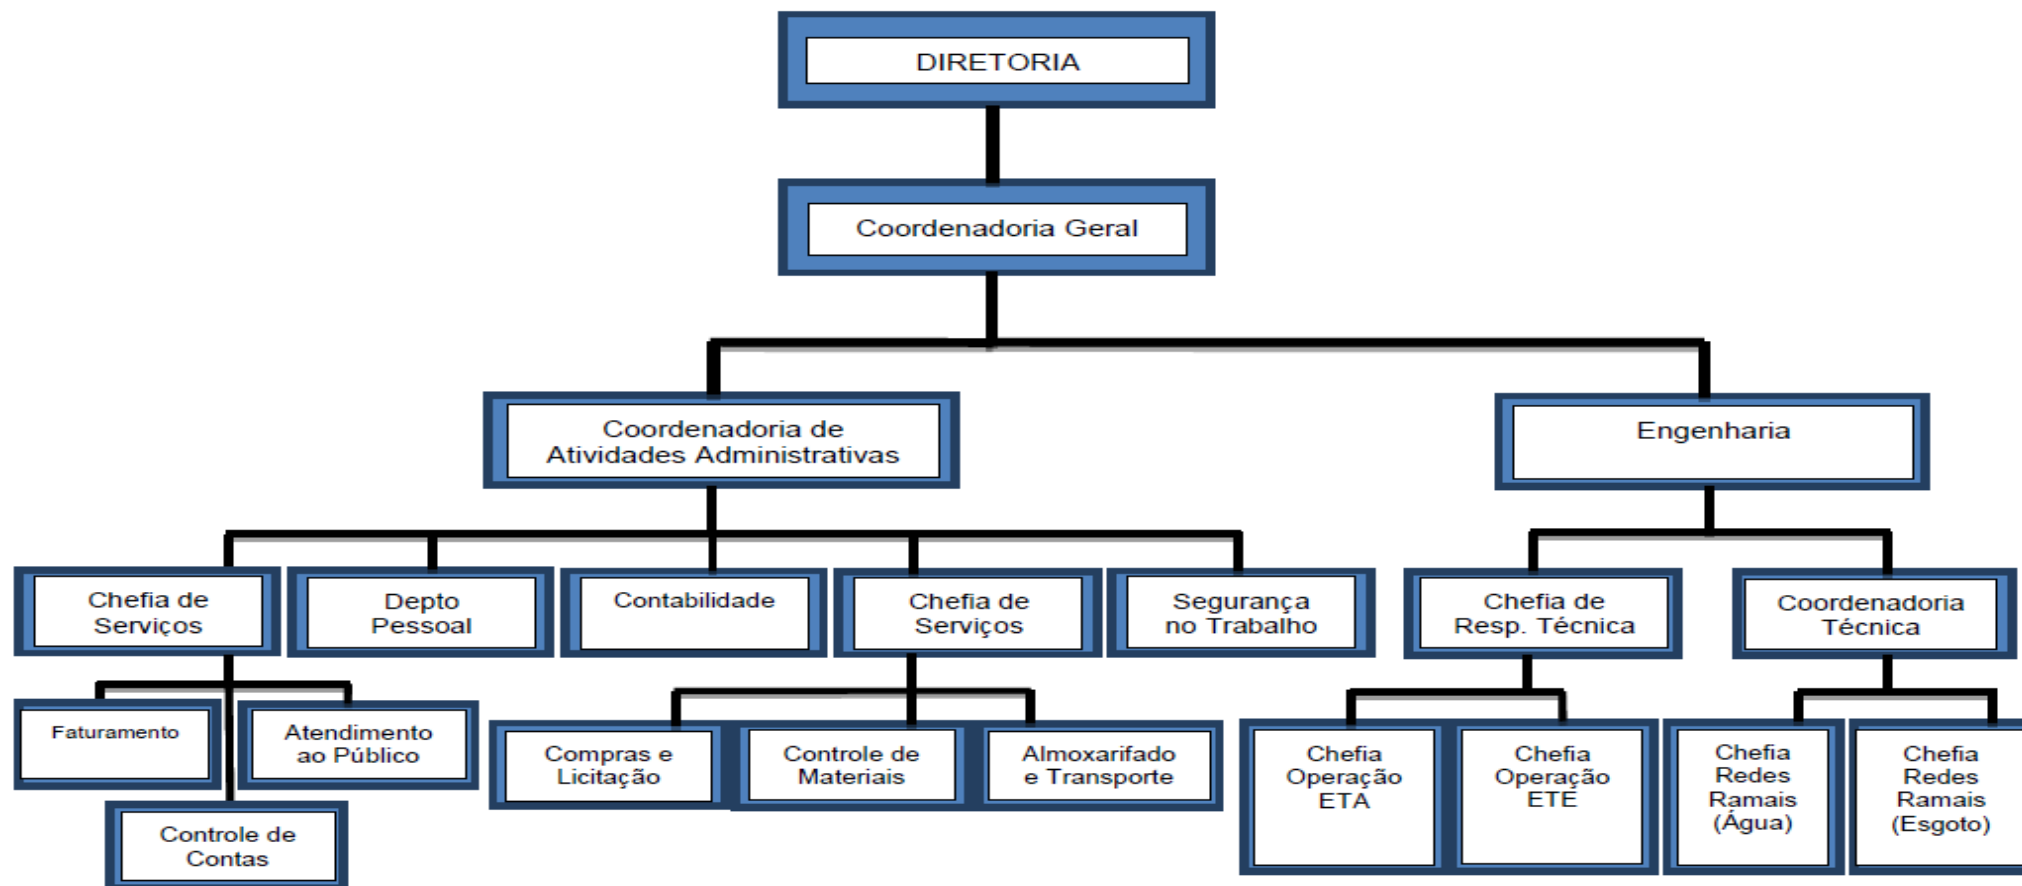 DIRETORIA
Coordenadoria Geral
Coordenadoria de
Atividades Administrativas
Engenharia
Chefia de
Serviços
Depto
Pessoal
Contabilidade
Chefia de
Serviços
Segurança
no Trabalho
Chefia de
Resp. Técnica
Coordenadoria
Técnica
Faturamento
Atendimento
ao Público
Controle de
Contas
Compras e
Licitação
Controle de
Materiais
Almoxarifado
e Transporte
Chefia
Operação
ETA
Chefia
Operação
ETE
Chefia
Redes
Ramais
(Água)
Chefia
Redes
Ramais
(Esgoto)